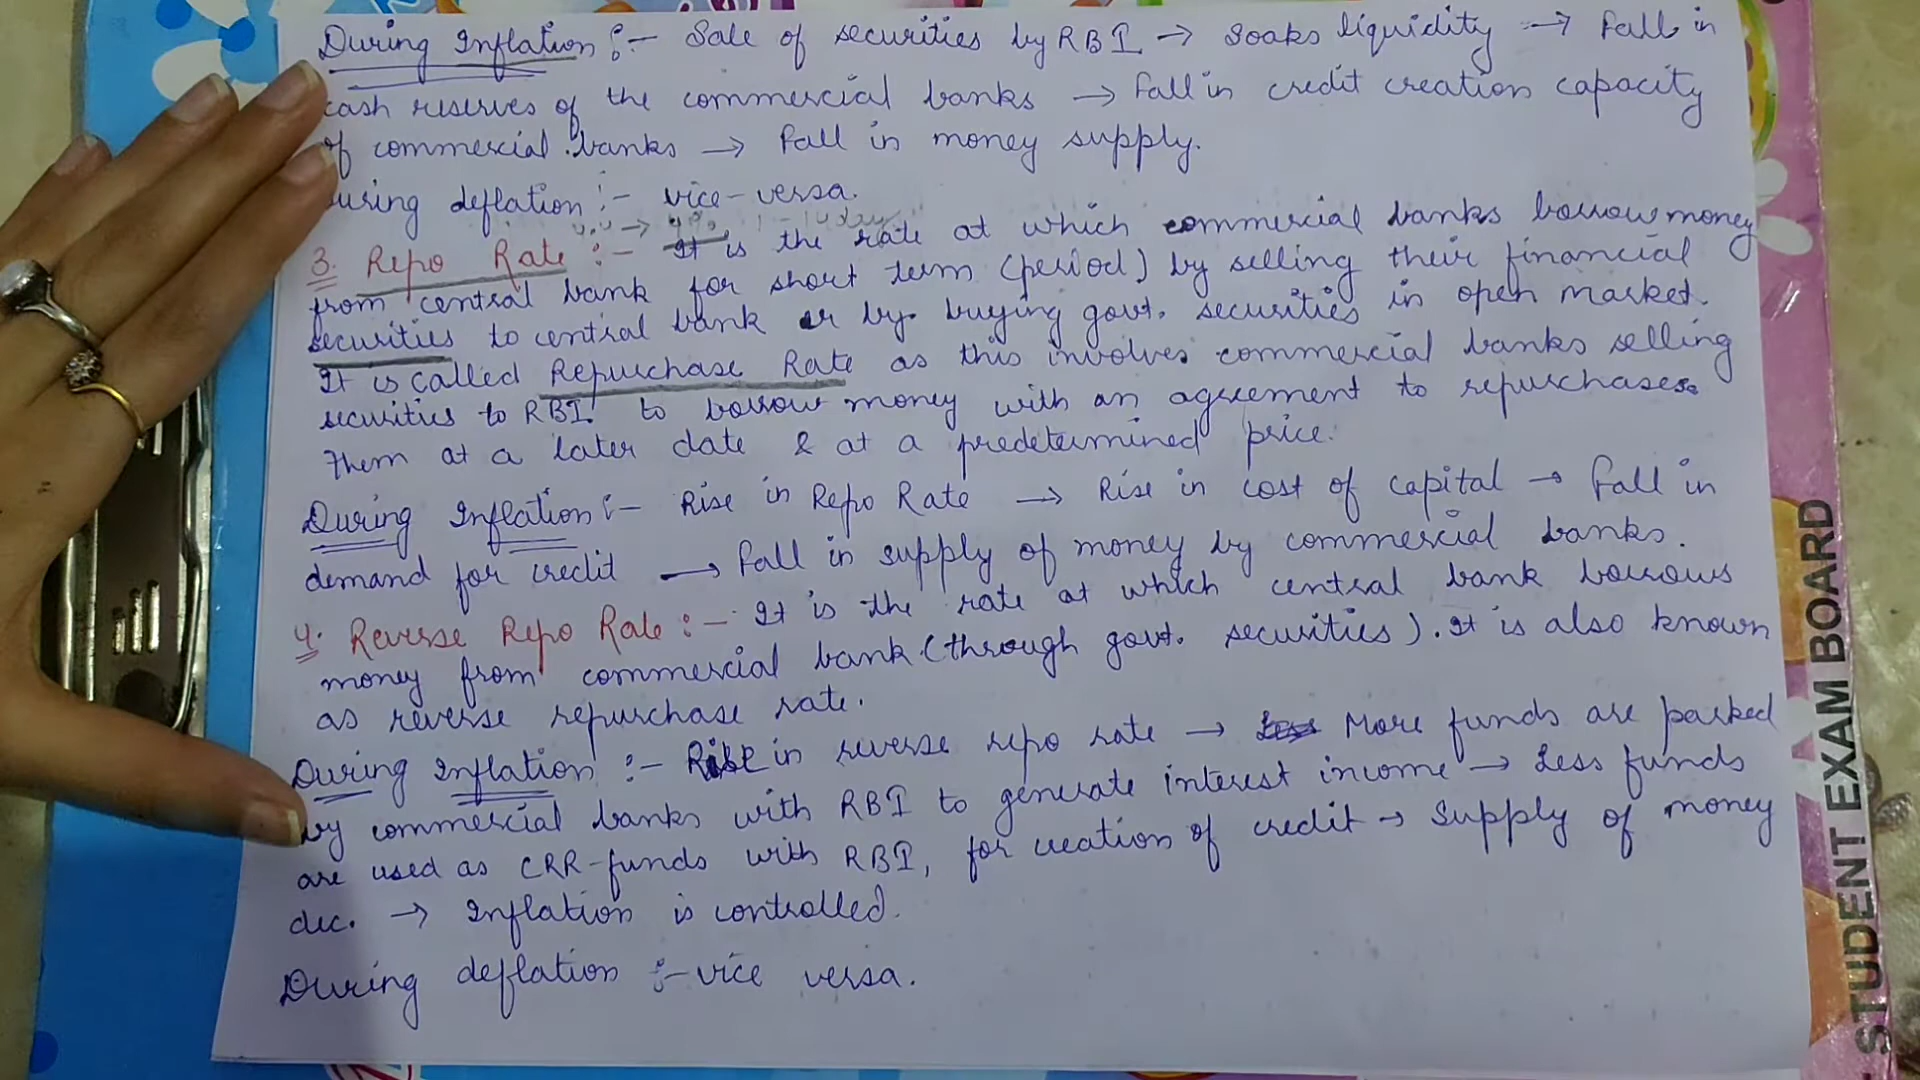 During Inflation :- Sale of securities by RBI → Soaks liquidity → Fall in
cash reserves of the commercial banks → Fall in credit creation capacity
of commercial banks → Fall in money supply.
During deflation :- vice-versa.
3. Repo Rate :- It is the rate at which commercial banks borrow money
from central bank for short term (period) by selling their financial
securities to central bank or by buying govt. securities in open market.
It is called Repurchase Rate as this involves commercial banks selling
securities to RBI to borrow money with an agreement to repurchases
them at a later date & at a predetermined price.
During Inflation :- Rise in Repo Rate → Rise in cost of capital → Fall in
demand for credit → Fall in supply of money by commercial banks.
4. Reverse Repo Rate :- It is the rate at which central bank borrows
money from commercial bank (through govt. securities). It is also known
as reverse repurchase rate.
During Inflation :- Rise in reverse repo rate → More funds are parked
by commercial banks with RBI to generate interest income → Less funds
are used as CRR-funds with RBI, for creation of credit → Supply of money
dec. → Inflation is controlled.
During deflation :- vice versa.
STUDENT EXAM BOARD